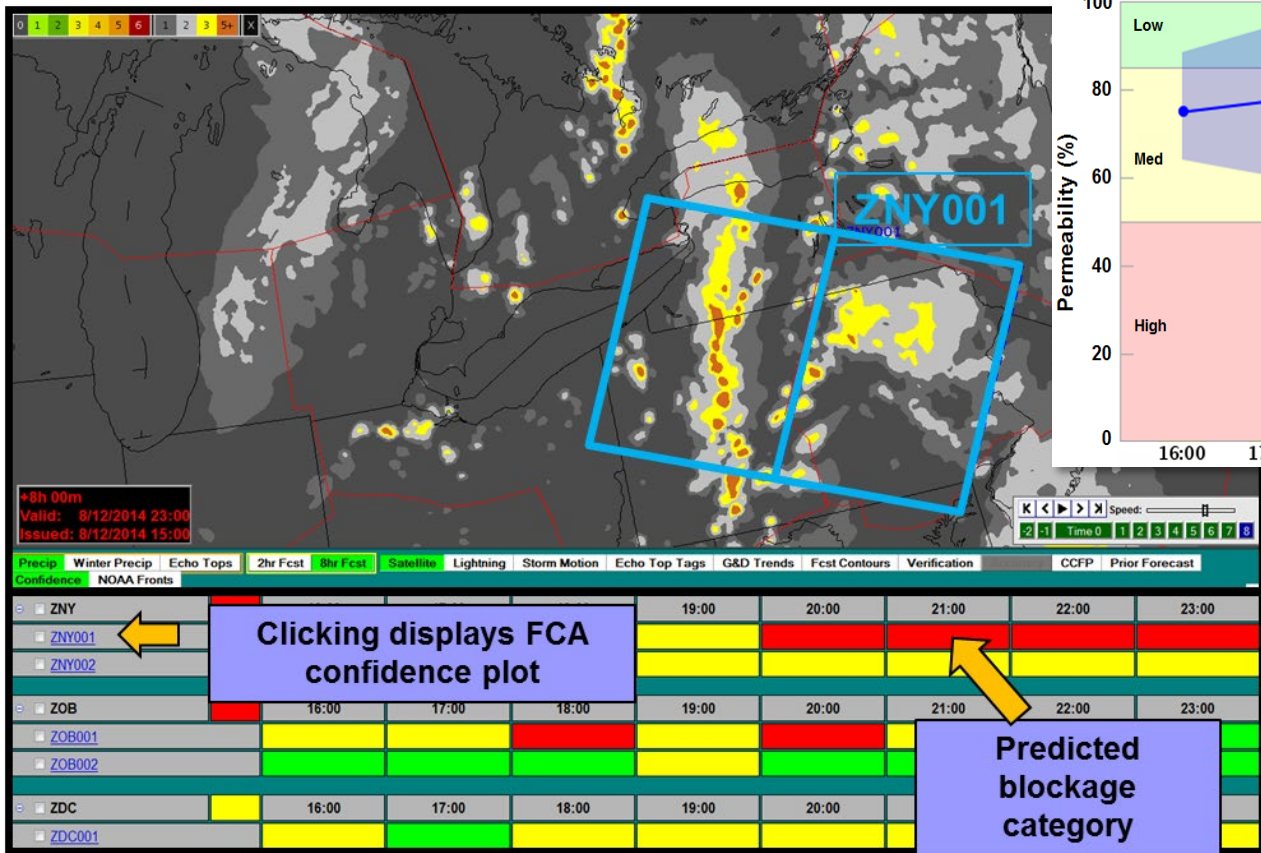 0 1 2 3 4 5 6 1 2 3 5+ X
100
Low
80
Permeability (%)
Med
60
40
High
20
0
16:00
ZNY001
ZNY001
+8h 00m
Valid: 8/12/2014 23:00
Issued: 8/12/2014 15:00
Speed:
-2 -1 Time 0 1 2 3 4 5 6 7 8
Precip Winter Precip Echo Tops 2hr Fcst 8hr Fcst Satellite Lightning Storm Motion Echo Top Tags G&D Trends Fcst Contours Verification CCFP Prior Forecast
Confidence NOAA Fronts
ZNY 19:00 20:00 21:00 22:00 23:00
ZNY001
Clicking displays FCA
confidence plot
ZNY002
ZOB 16:00 17:00 18:00 19:00 20:00 21:00 22:00 23:00
ZOB001
ZOB002
Predicted
blockage
category
ZDC 16:00 17:00 18:00 19:00 20:00
ZDC001